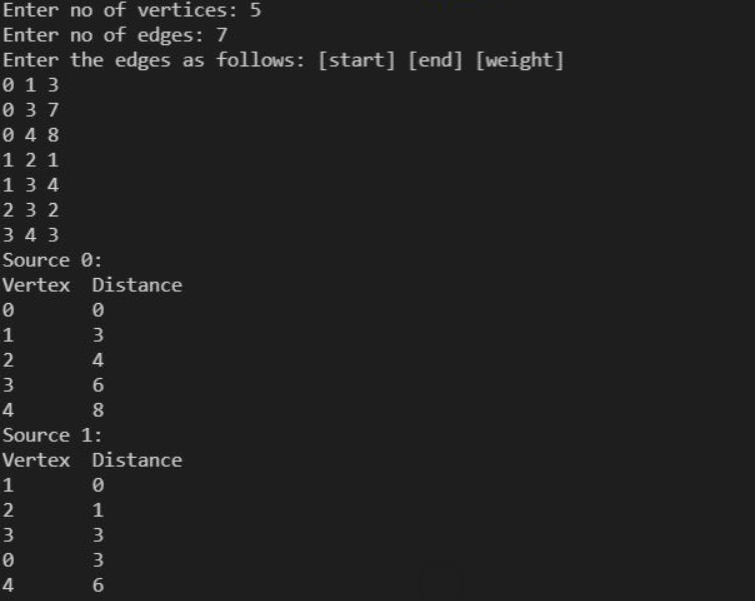 Enter no of vertices: 5
Enter no of edges: 7
Enter the edges as follows: [start] [end] [weight]
0 1 3
0 3 7
0 4 8
1 2 1
1 3 4
2 3 2
3 4 3
Source 0:
Vertex  Distance
0       0
1       3
2       4
3       6
4       8
Source 1:
Vertex  Distance
1       0
2       1
3       3
0       3
4       6